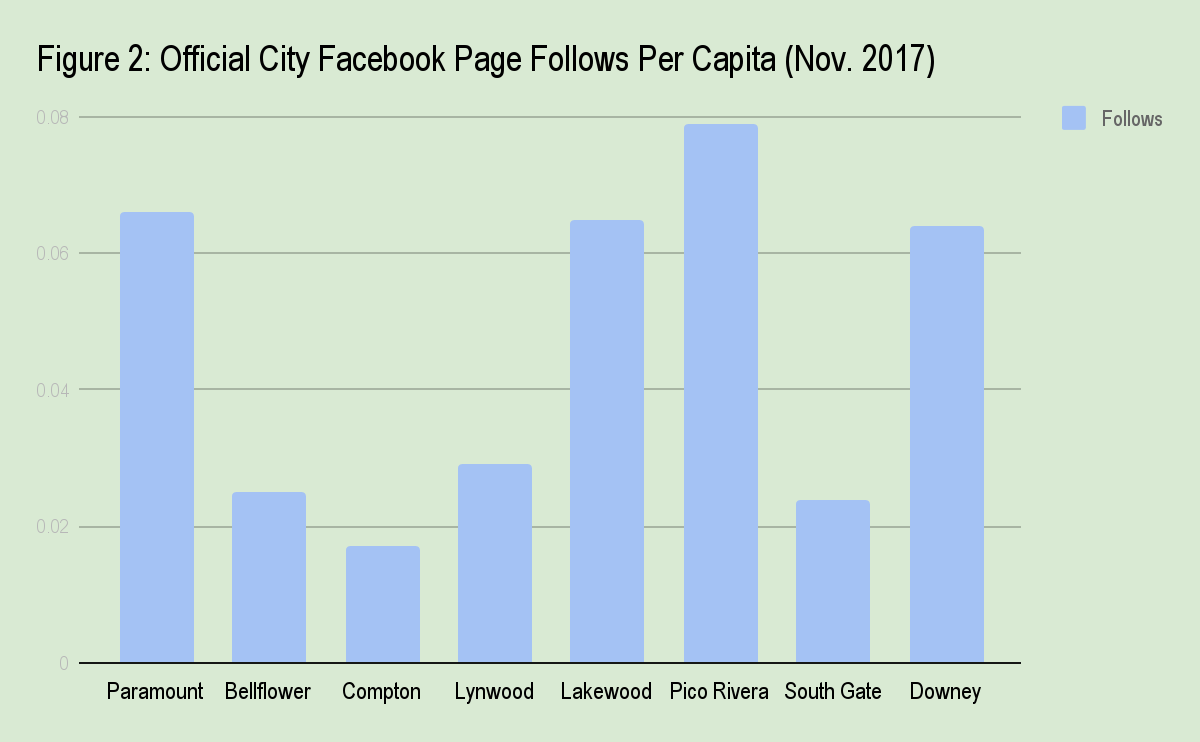 Figure 2: Official City Facebook Page Follows Per Capita (Nov. 2017)
0.08
Follows
0.06
0.04
0.02
0
Paramount Bellflower Compton Lynwood Lakewood Pico Rivera South Gate Downey